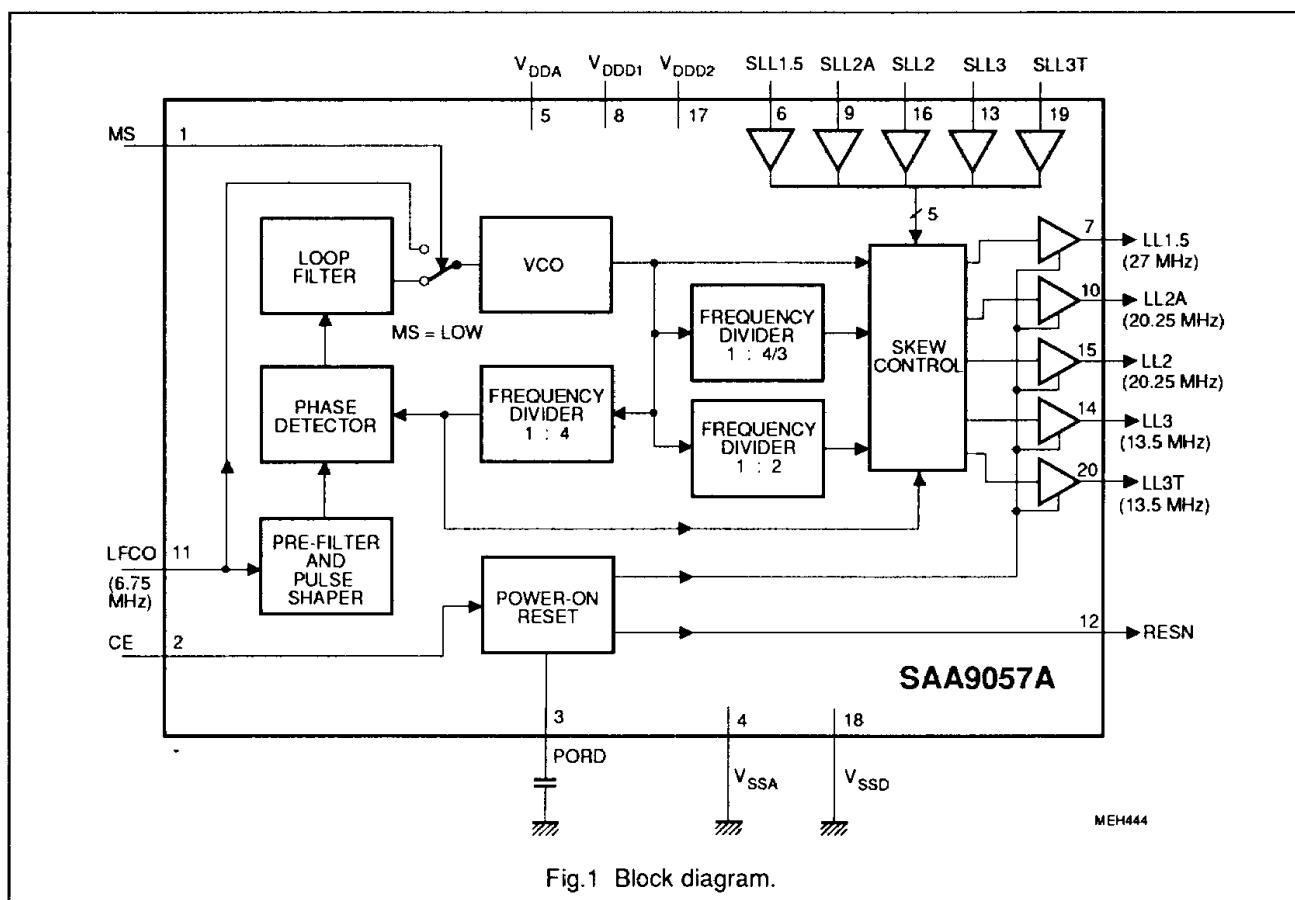 V_DDA V_DDD1 V_DDD2 SLL1.5 SLL2A SLL2 SLL3 SLL3T
5 8 17 6 9 16 13 19
MS 1
5
LOOP
FILTER
VCO
MS = LOW
FREQUENCY
DIVIDER
1 : 4/3
SKEW
CONTROL
PHASE
DETECTOR
FREQUENCY
DIVIDER
1 : 4
FREQUENCY
DIVIDER
1 : 2
7 LL1.5
(27 MHz)
10 LL2A
(20.25 MHz)
15 LL2
(20.25 MHz)
14 LL3
(13.5 MHz)
20 LL3T
(13.5 MHz)
LFCO 11
(6.75
MHz)
PRE-FILTER
AND
PULSE
SHAPER
POWER-ON
RESET
CE 2
12 RESN
SAA9057A
3 4 18
PORD
V_SSA
V_SSD
MEH444
Fig.1 Block diagram.